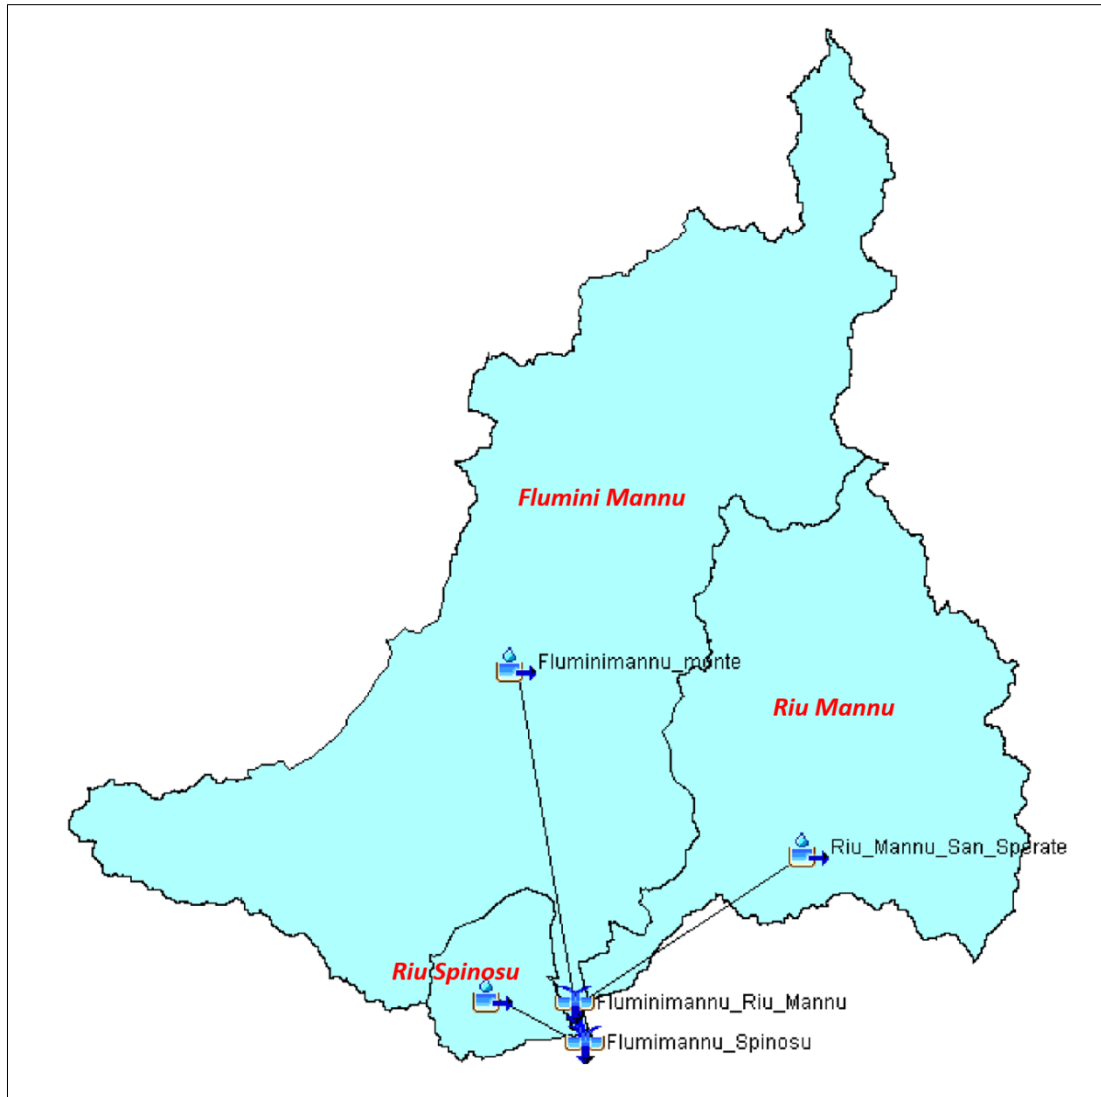 Flumini Mannu
Fluminimannu_monte
Riu Mannu
Riu_Mannu_San_Sperate
Riu Spinosu
Fluminimannu_Riu_Mannu
Flumimannu_Spinosu